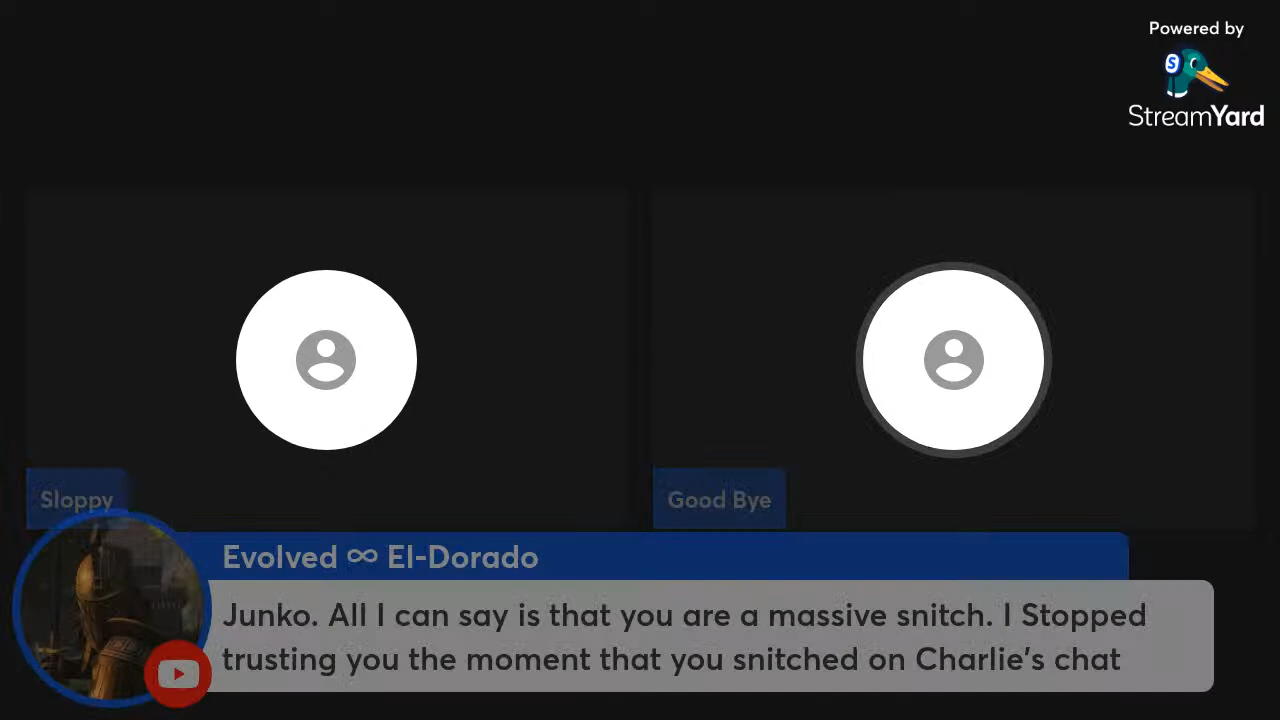 Powered by
StreamYard
Sloppy
Good Bye
Evolved ∞ El-Dorado
Junko. All I can say is that you are a massive snitch. I Stopped
trusting you the moment that you snitched on Charlie's chat